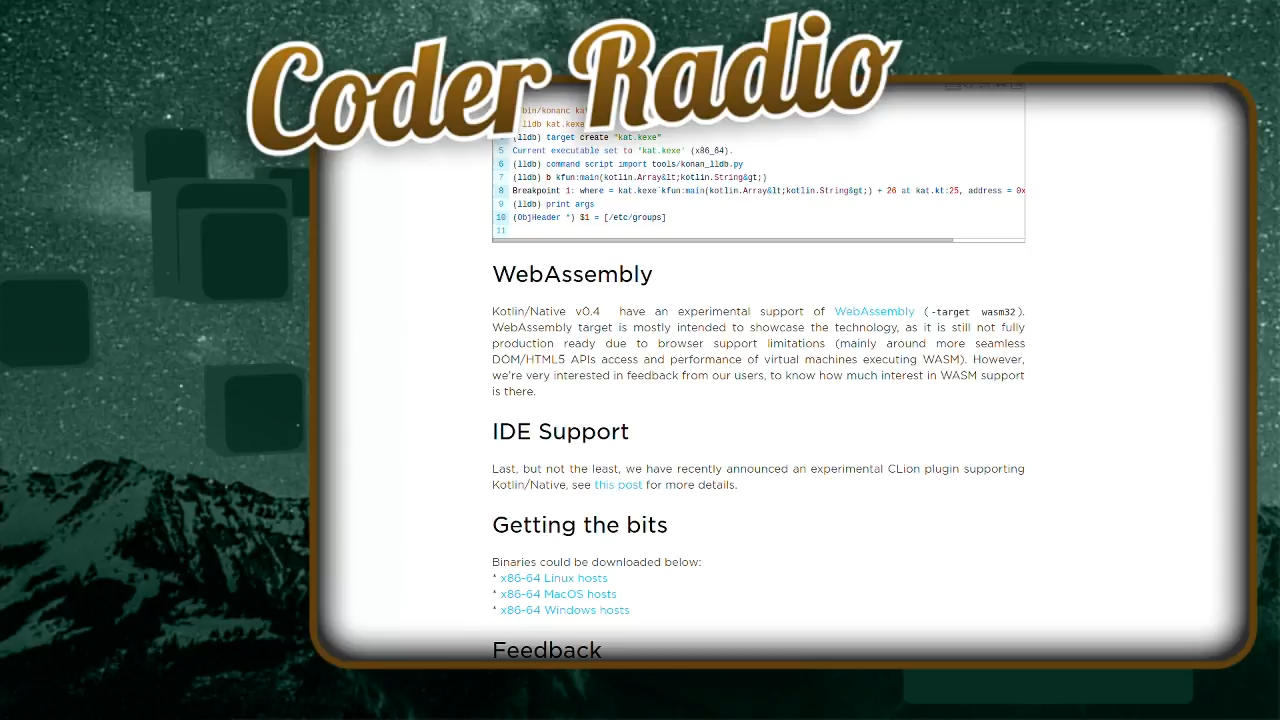 Coder Radio
bin/konanc kat
lldb kat.kexe
(lldb) target create "kat.kexe"
5 Current executable set to 'kat.kexe' (x86_64).
6 (lldb) command script import tools/konan_lldb.py
7 (lldb) b kfun:main(kotlin.Array&lt;kotlin.String&gt;)
8 Breakpoint 1: where = kat.kexe`kfun:main(kotlin.Array&lt;kotlin.String&gt;) + 26 at kat.kt:25, address = 0x
9 (lldb) print args
10 (ObjHeader *) $1 = [/etc/groups]
11
WebAssembly
Kotlin/Native v0.4 have an experimental support of WebAssembly (-target wasm32).
WebAssembly target is mostly intended to showcase the technology, as it is still not fully
production ready due to browser support limitations (mainly around more seamless
DOM/HTML5 APIs access and performance of virtual machines executing WASM). However,
we're very interested in feedback from our users, to know how much interest in WASM support
is there.
IDE Support
Last, but not the least, we have recently announced an experimental CLion plugin supporting
Kotlin/Native, see this post for more details.
Getting the bits
Binaries could be downloaded below:
* x86-64 Linux hosts
* x86-64 MacOS hosts
* x86-64 Windows hosts
Feedback